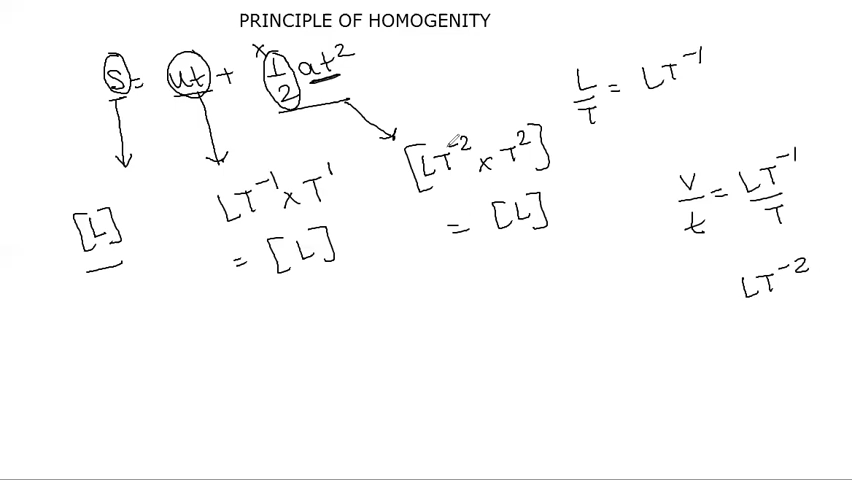 PRINCIPLE OF HOMOGENITY
s = ut + ½ at²
x
L/T = LT⁻¹
[LT⁻² x T²]
= [L]
LT⁻¹ x T¹
= [L]
[L]
v/t = LT⁻¹/T
LT⁻²